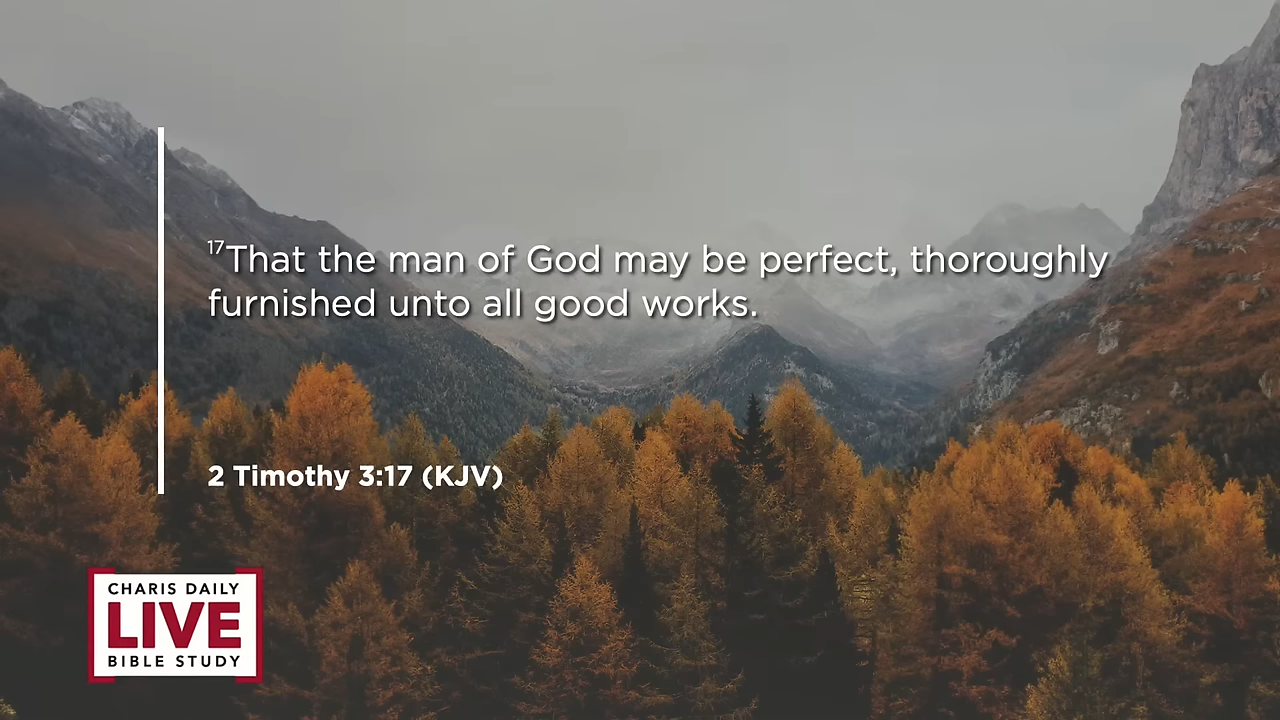 17That the man of God may be perfect, thoroughly
furnished unto all good works.
2 Timothy 3:17 (KJV)
CHARIS DAILY
LIVE
BIBLE STUDY